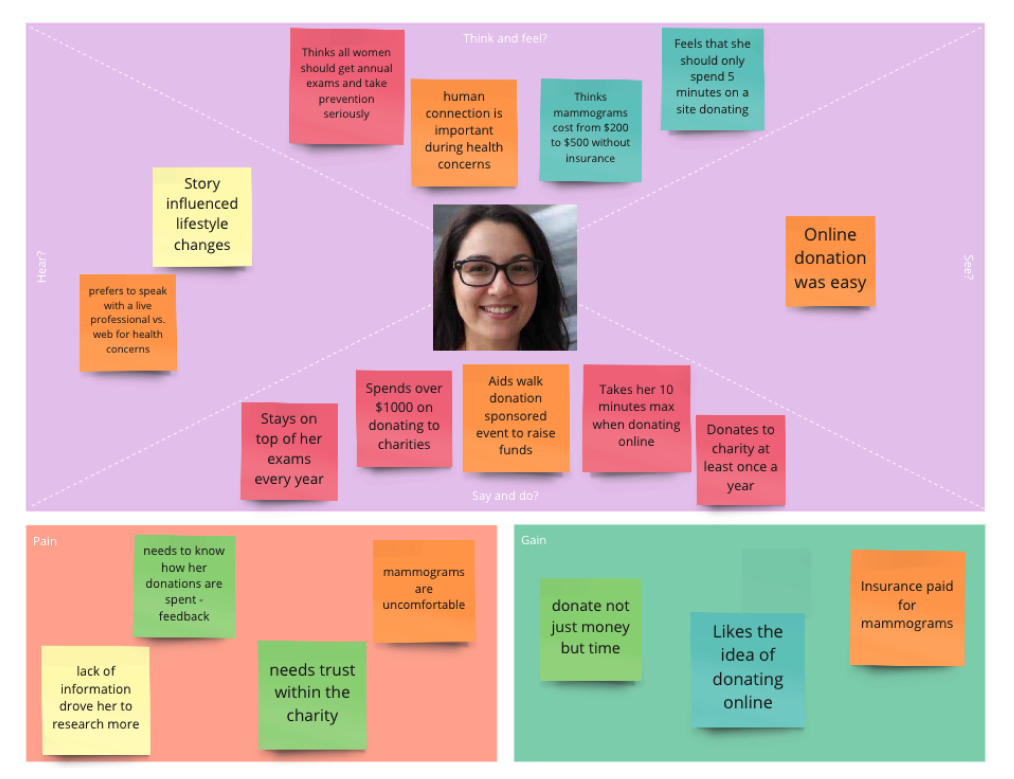 Think and feel?
Thinks all women
should get annual
exams and take
prevention
seriously
human
connection is
important
during health
concerns
Thinks
mammograms
cost from $200
to $500 without
insurance
Feels that she
should only
spend 5
minutes on a
site donating
Hear?
Story
influenced
lifestyle
changes
prefers to speak
with a live
professional vs.
web for health
concerns
See?
Online
donation
was easy
Stays on
top of her
exams
every year
Spends over
$1000 on
donating to
charities
Aids walk
donation
sponsored
event to raise
funds
Takes her 10
minutes max
when donating
online
Donates to
charity at
least once a
year
Say and do?
Pain
needs to know
how her
donations are
spent -
feedback
mammograms
are
uncomfortable
lack of
information
drove her to
research more
needs trust
within the
charity
Gain
donate not
just money
but time
Likes the
idea of
donating
online
Insurance paid
for
mammograms